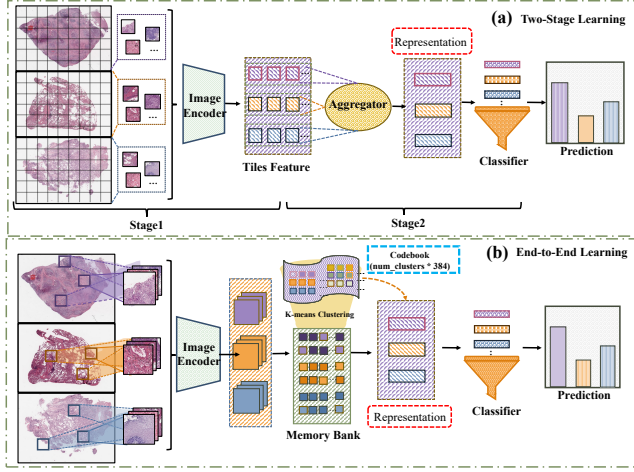 (a) Two-Stage Learning
Representation
...
...
...
Image
Encoder
Aggregator
Tiles Feature
Classifier
Prediction
Stage1
Stage2
(b) End-to-End Learning
Codebook
(num_clusters * 384)
K-means Clustering
Image
Encoder
Memory Bank
Representation
Classifier
Prediction